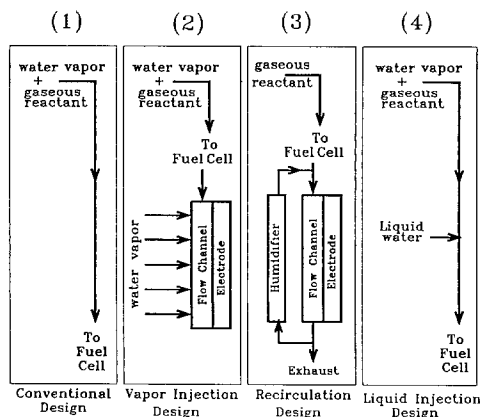 (1)
water vapor
+
gaseous
reactant
To
Fuel
Cell
Conventional
Design
(2)
water vapor
+
gaseous
reactant
To
Fuel Cell
water vapor
Flow Channel
Electrode
Vapor Injection
Design
(3)
gaseous
reactant
To
Fuel Cell
Humidifier
Flow Channel
Electrode
Exhaust
Recirculation
Design
(4)
water vapor
+
gaseous
reactant
Liquid
water
To
Fuel
Cell
Liquid Injection
Design